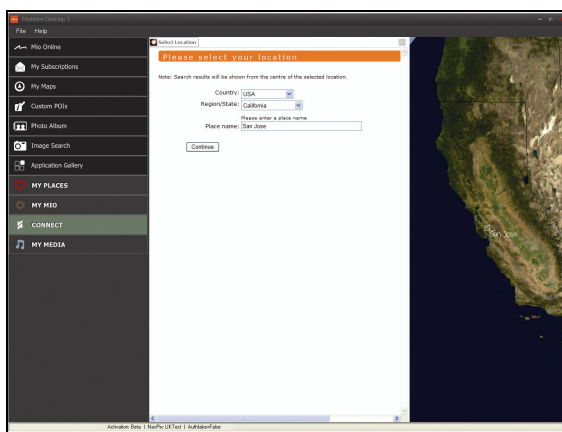 MioMore Desktop 2
File Help
Mio Online
My Subscriptions
My Maps
Custom POIs
Photo Album
Image Search
Application Gallery
MY PLACES
MY MIO
CONNECT
MY MEDIA
Select Location
Please select your location
Note: Search results will be shown from the centre of the selected location.
Country: USA
Region/State: California
Please enter a place name
Place name: San Jose
Continue
San Jose
Activation: Beta | NavPix: UKTest | Authlake=False